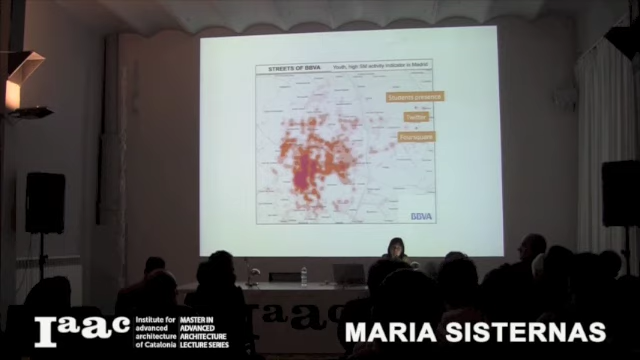 STREETS OF BBVA
Youth, high SM activity indicator in Madrid
Students presence
Twitter
Foursquare
BBVA
Iaac
Iaac
Institute for
advanced
architecture
of Catalonia
MASTER IN
ADVANCED
ARCHITECTURE
LECTURE SERIES
MARIA SISTERNAS